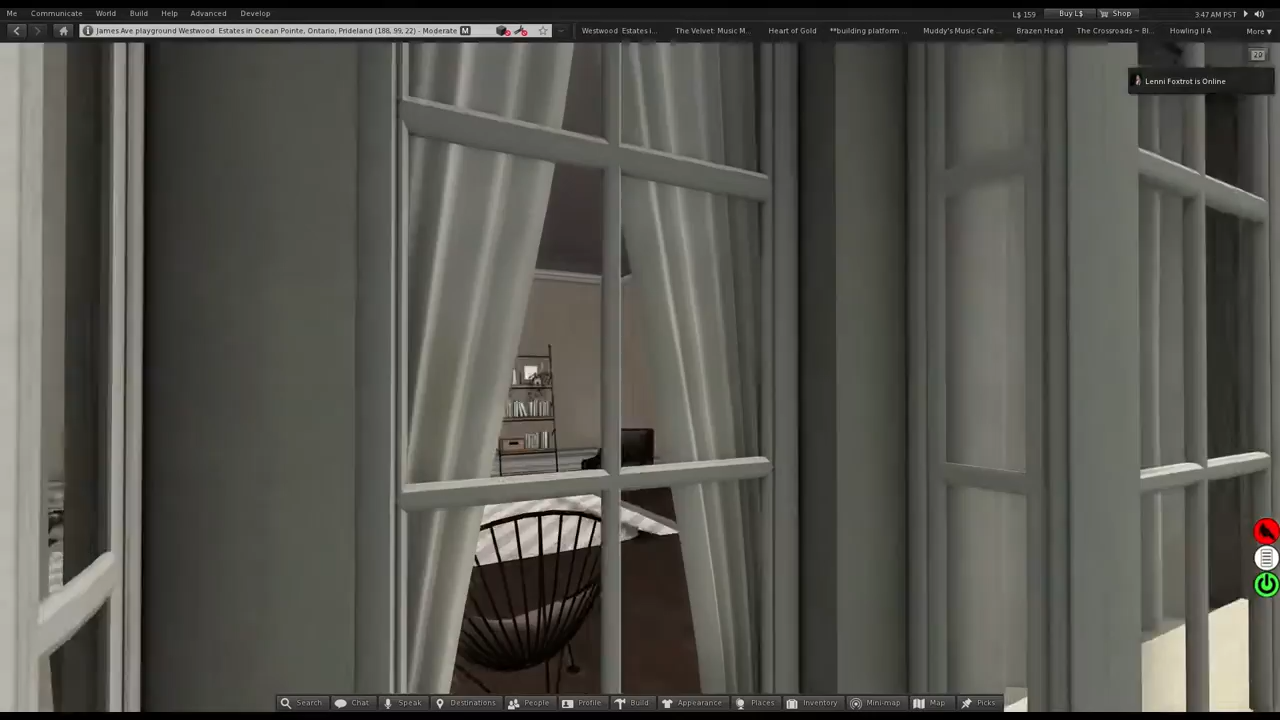 Me Communicate World Build Help Advanced Develop L$ 159 Buy L$ Shop 3:47 AM PST
James Ave playground Westwood Estates in Ocean Pointe, Ontario, Prideland (188, 99, 22) - Moderate M
Westwood Estates i... The Velvet: Music M... Heart of Gold **building platform ... Muddy's Music Cafe ... Brazen Head The Crossroads ~ Bl... Howling II A More ▼
Lenni Foxtrot is Online
Search Chat Speak Destinations People Profile Build Appearance Places Inventory Mini-map Map Picks